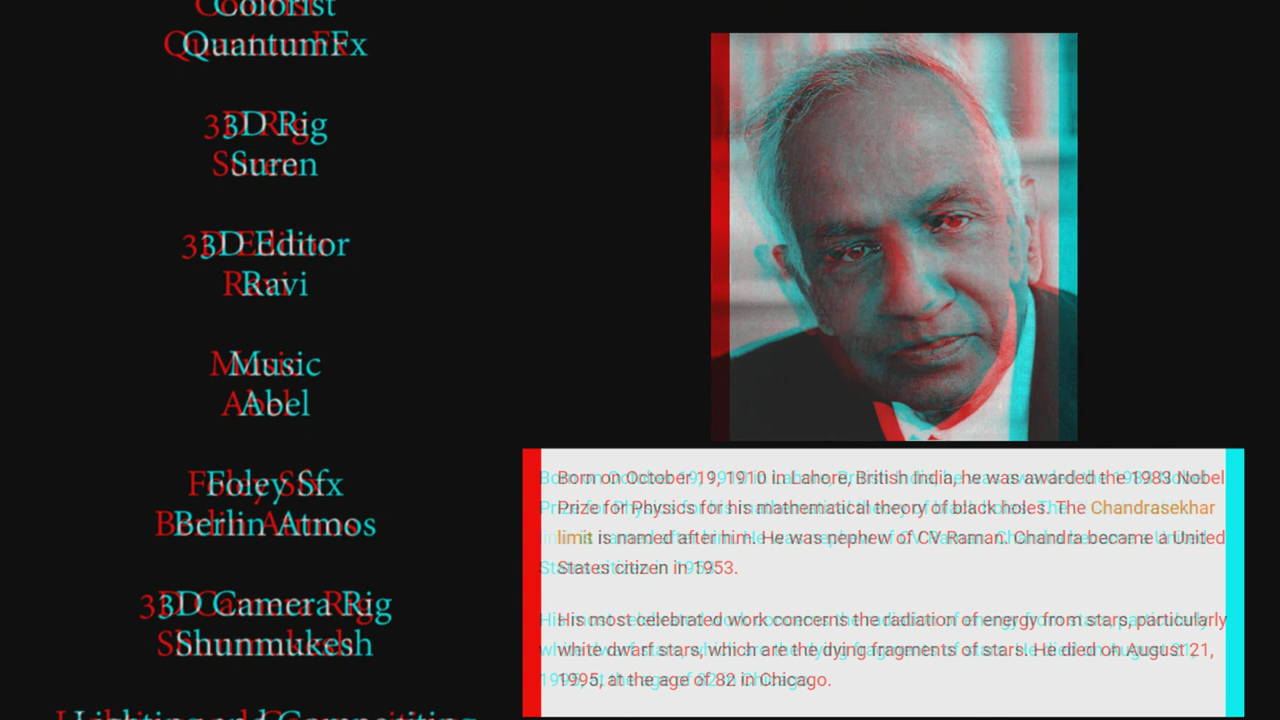 Colorist
QuantumFx
3D Rig
Suren
3D Editor
Ravi
Music
Abel
Foley Sfx
Berlin Atmos
3D Camera Rig
Shunmukesh
Lighting and Composititing
Born on October 19, 1910 in Lahore, British India, he was awarded the 1983 Nobel
Prize for Physics for his mathematical theory of black holes. The Chandrasekhar
limit is named after him. He was nephew of CV Raman. Chandra became a United
States citizen in 1953.
His most celebrated work concerns the radiation of energy from stars, particularly
white dwarf stars, which are the dying fragments of stars. He died on August 21,
1995, at the age of 82 in Chicago.